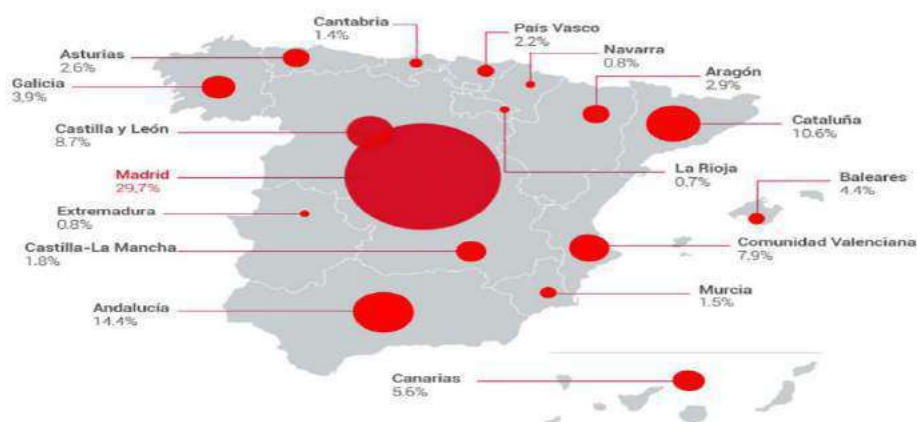 Cantabria
1.4%
País Vasco
2.2%
Navarra
0.8%
Asturias
2.6%
Aragón
2.9%
Galicia
3,9%
Cataluña
10.6%
Castilla y León
8.7%
La Rioja
0.7%
Madrid
29,7%
Baleares
4.4%
Extremadura
0.8%
Castilla-La Mancha
1.8%
Comunidad Valenciana
7,9%
Murcia
1.5%
Andalucía
14.4%
Canarias
5.6%